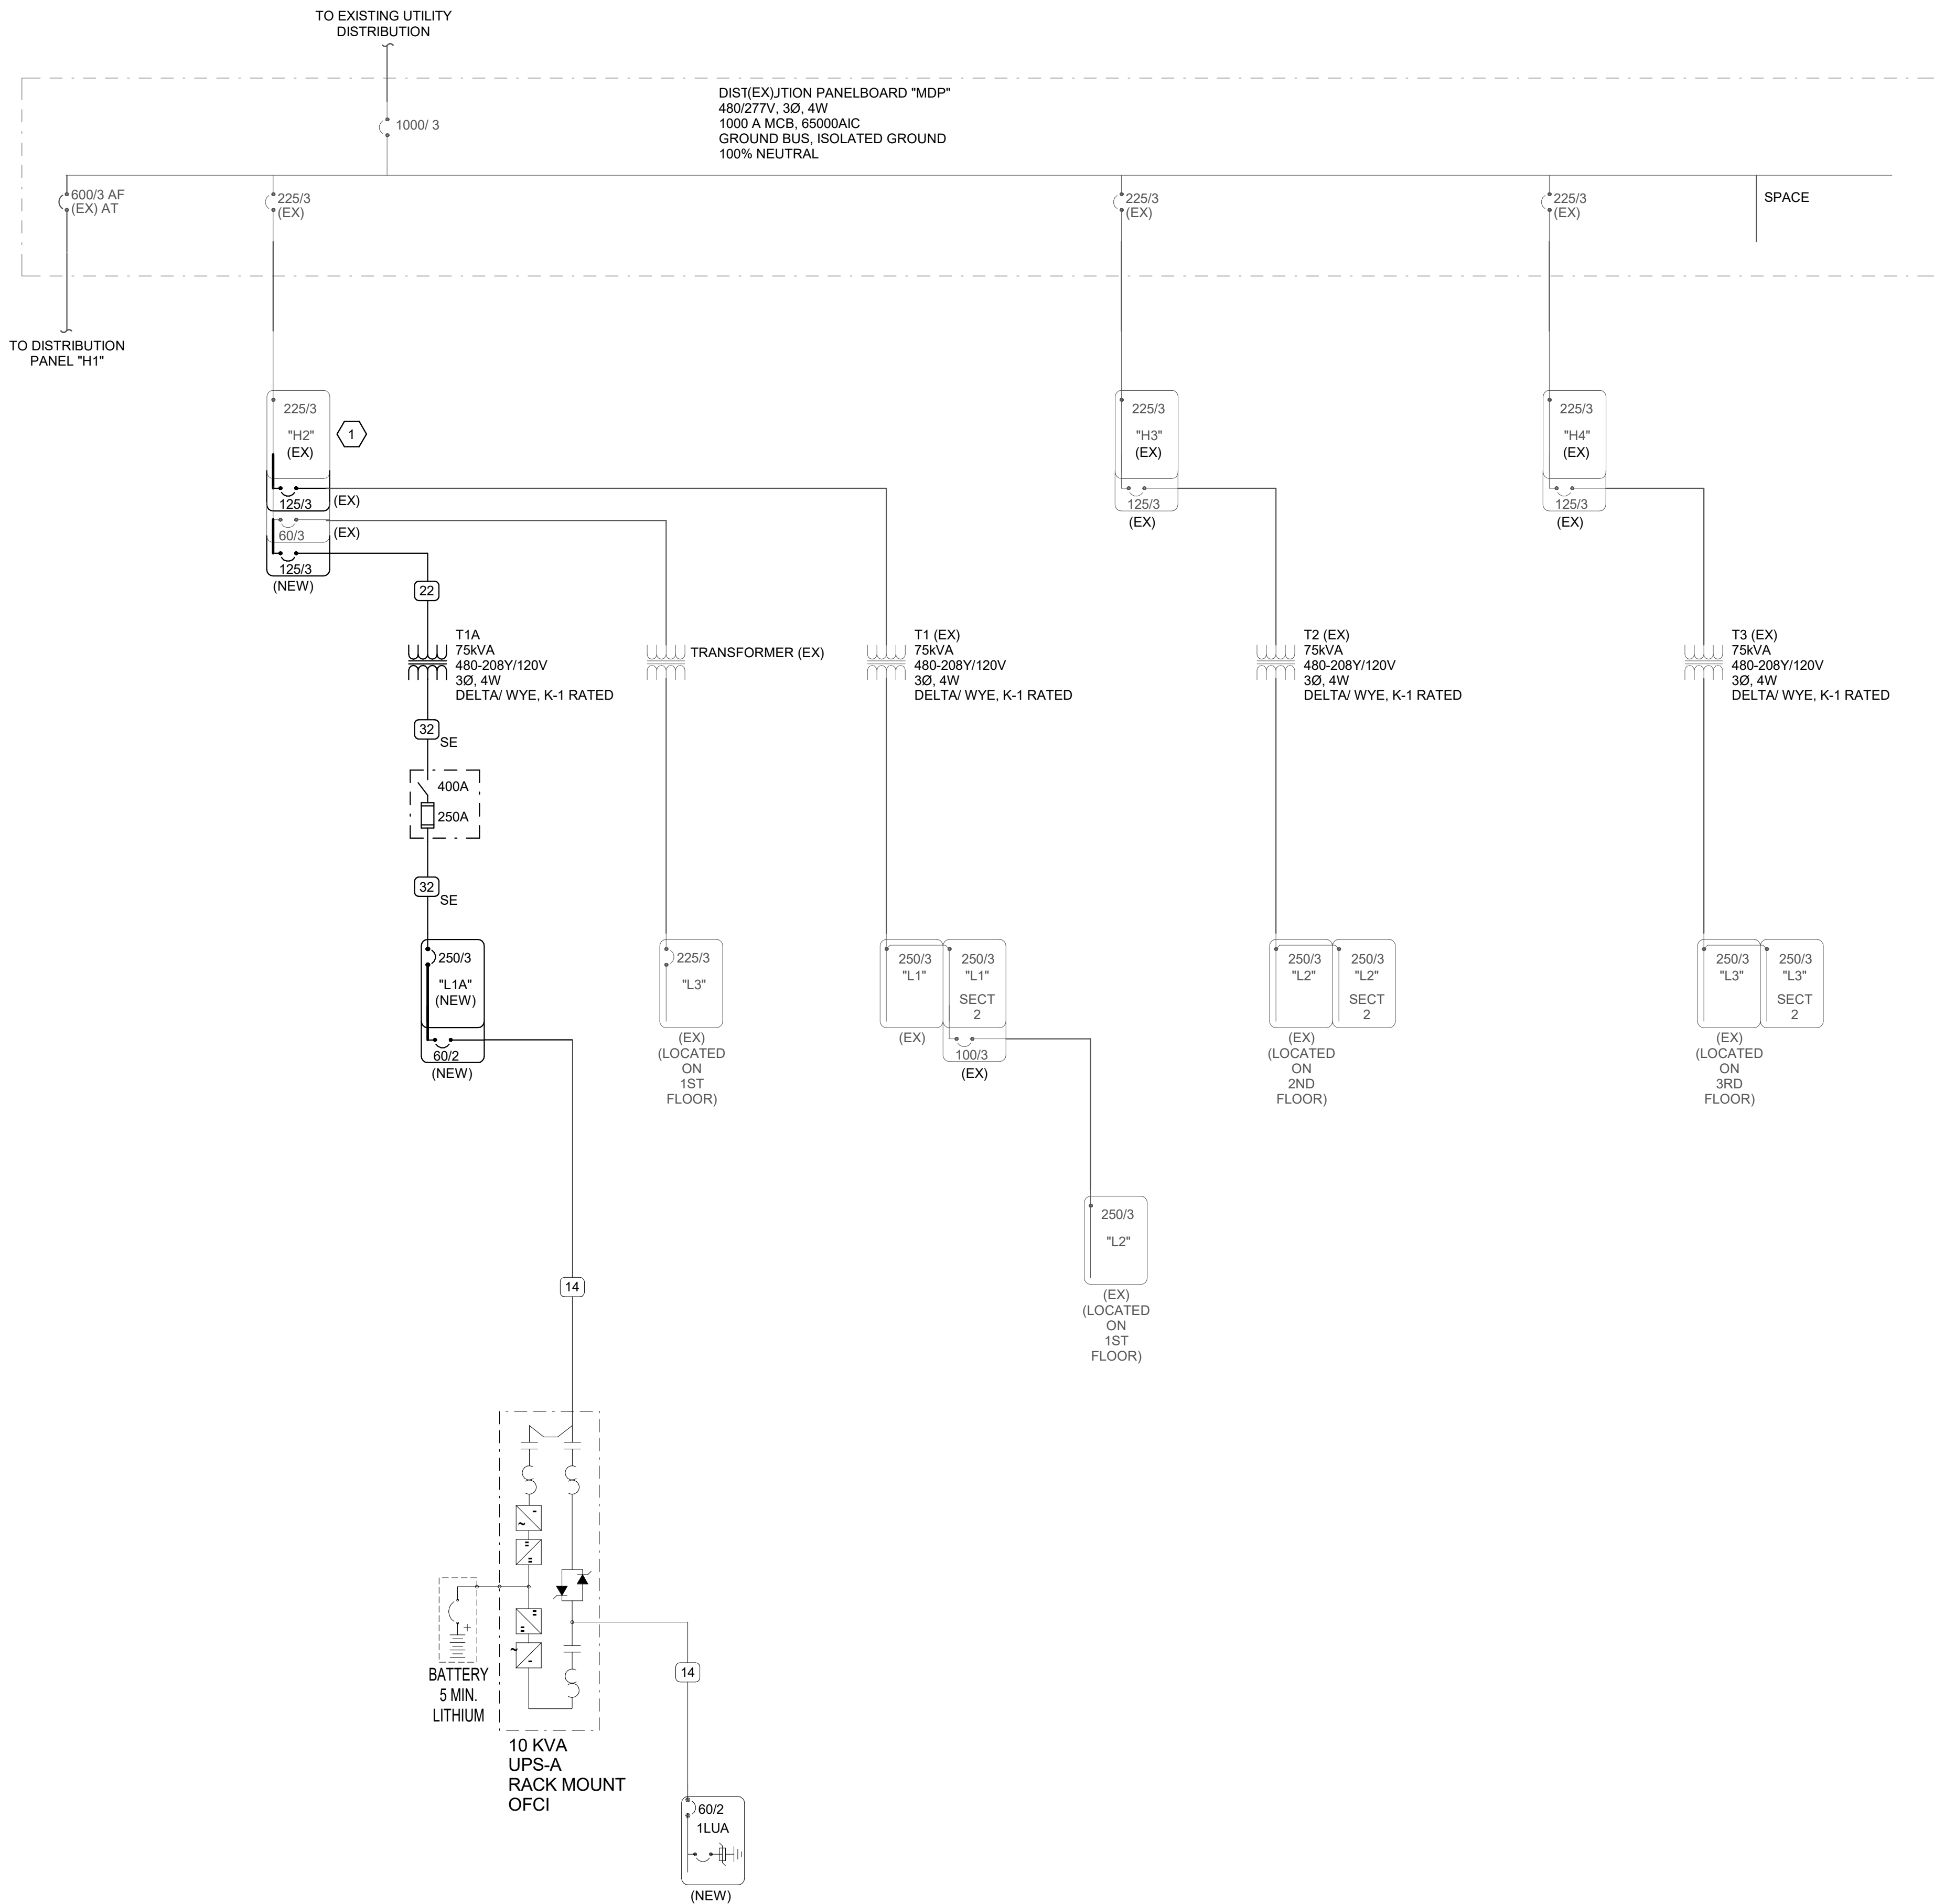 TO EXISTING UTILITY
DISTRIBUTION
1000/ 3
DIST(EX)JTION PANELBOARD "MDP"
480/277V, 3Ø, 4W
1000 A MCB, 65000AIC
GROUND BUS, ISOLATED GROUND
100% NEUTRAL
600/3 AF
(EX) AT
225/3
(EX)
225/3
(EX)
225/3
(EX)
SPACE
TO DISTRIBUTION
PANEL "H1"
225/3
"H2"
(EX)
1
125/3
(EX)
60/3
(EX)
125/3
(NEW)
225/3
"H3"
(EX)
125/3
(EX)
225/3
"H4"
(EX)
125/3
(EX)
22
T1A
75kVA
480-208Y/120V
3Ø, 4W
DELTA/ WYE, K-1 RATED
TRANSFORMER (EX)
T1 (EX)
75kVA
480-208Y/120V
3Ø, 4W
DELTA/ WYE, K-1 RATED
T2 (EX)
75kVA
480-208Y/120V
3Ø, 4W
DELTA/ WYE, K-1 RATED
T3 (EX)
75kVA
480-208Y/120V
3Ø, 4W
DELTA/ WYE, K-1 RATED
32
SE
400A
250A
32
SE
250/3
"L1A"
(NEW)
60/2
(NEW)
225/3
"L3"
(EX)
(LOCATED
ON
1ST
FLOOR)
250/3
"L1"
(EX)
250/3
"L1"
SECT
2
100/3
(EX)
250/3
"L2"
250/3
"L2"
SECT
2
(EX)
(LOCATED
ON
2ND
FLOOR)
250/3
"L3"
250/3
"L3"
SECT
2
(EX)
(LOCATED
ON
3RD
FLOOR)
250/3
"L2"
(EX)
(LOCATED
ON
1ST
FLOOR)
14
BATTERY
5 MIN.
LITHIUM
14
10 KVA
UPS-A
RACK MOUNT
OFCI
60/2
1LUA
(NEW)